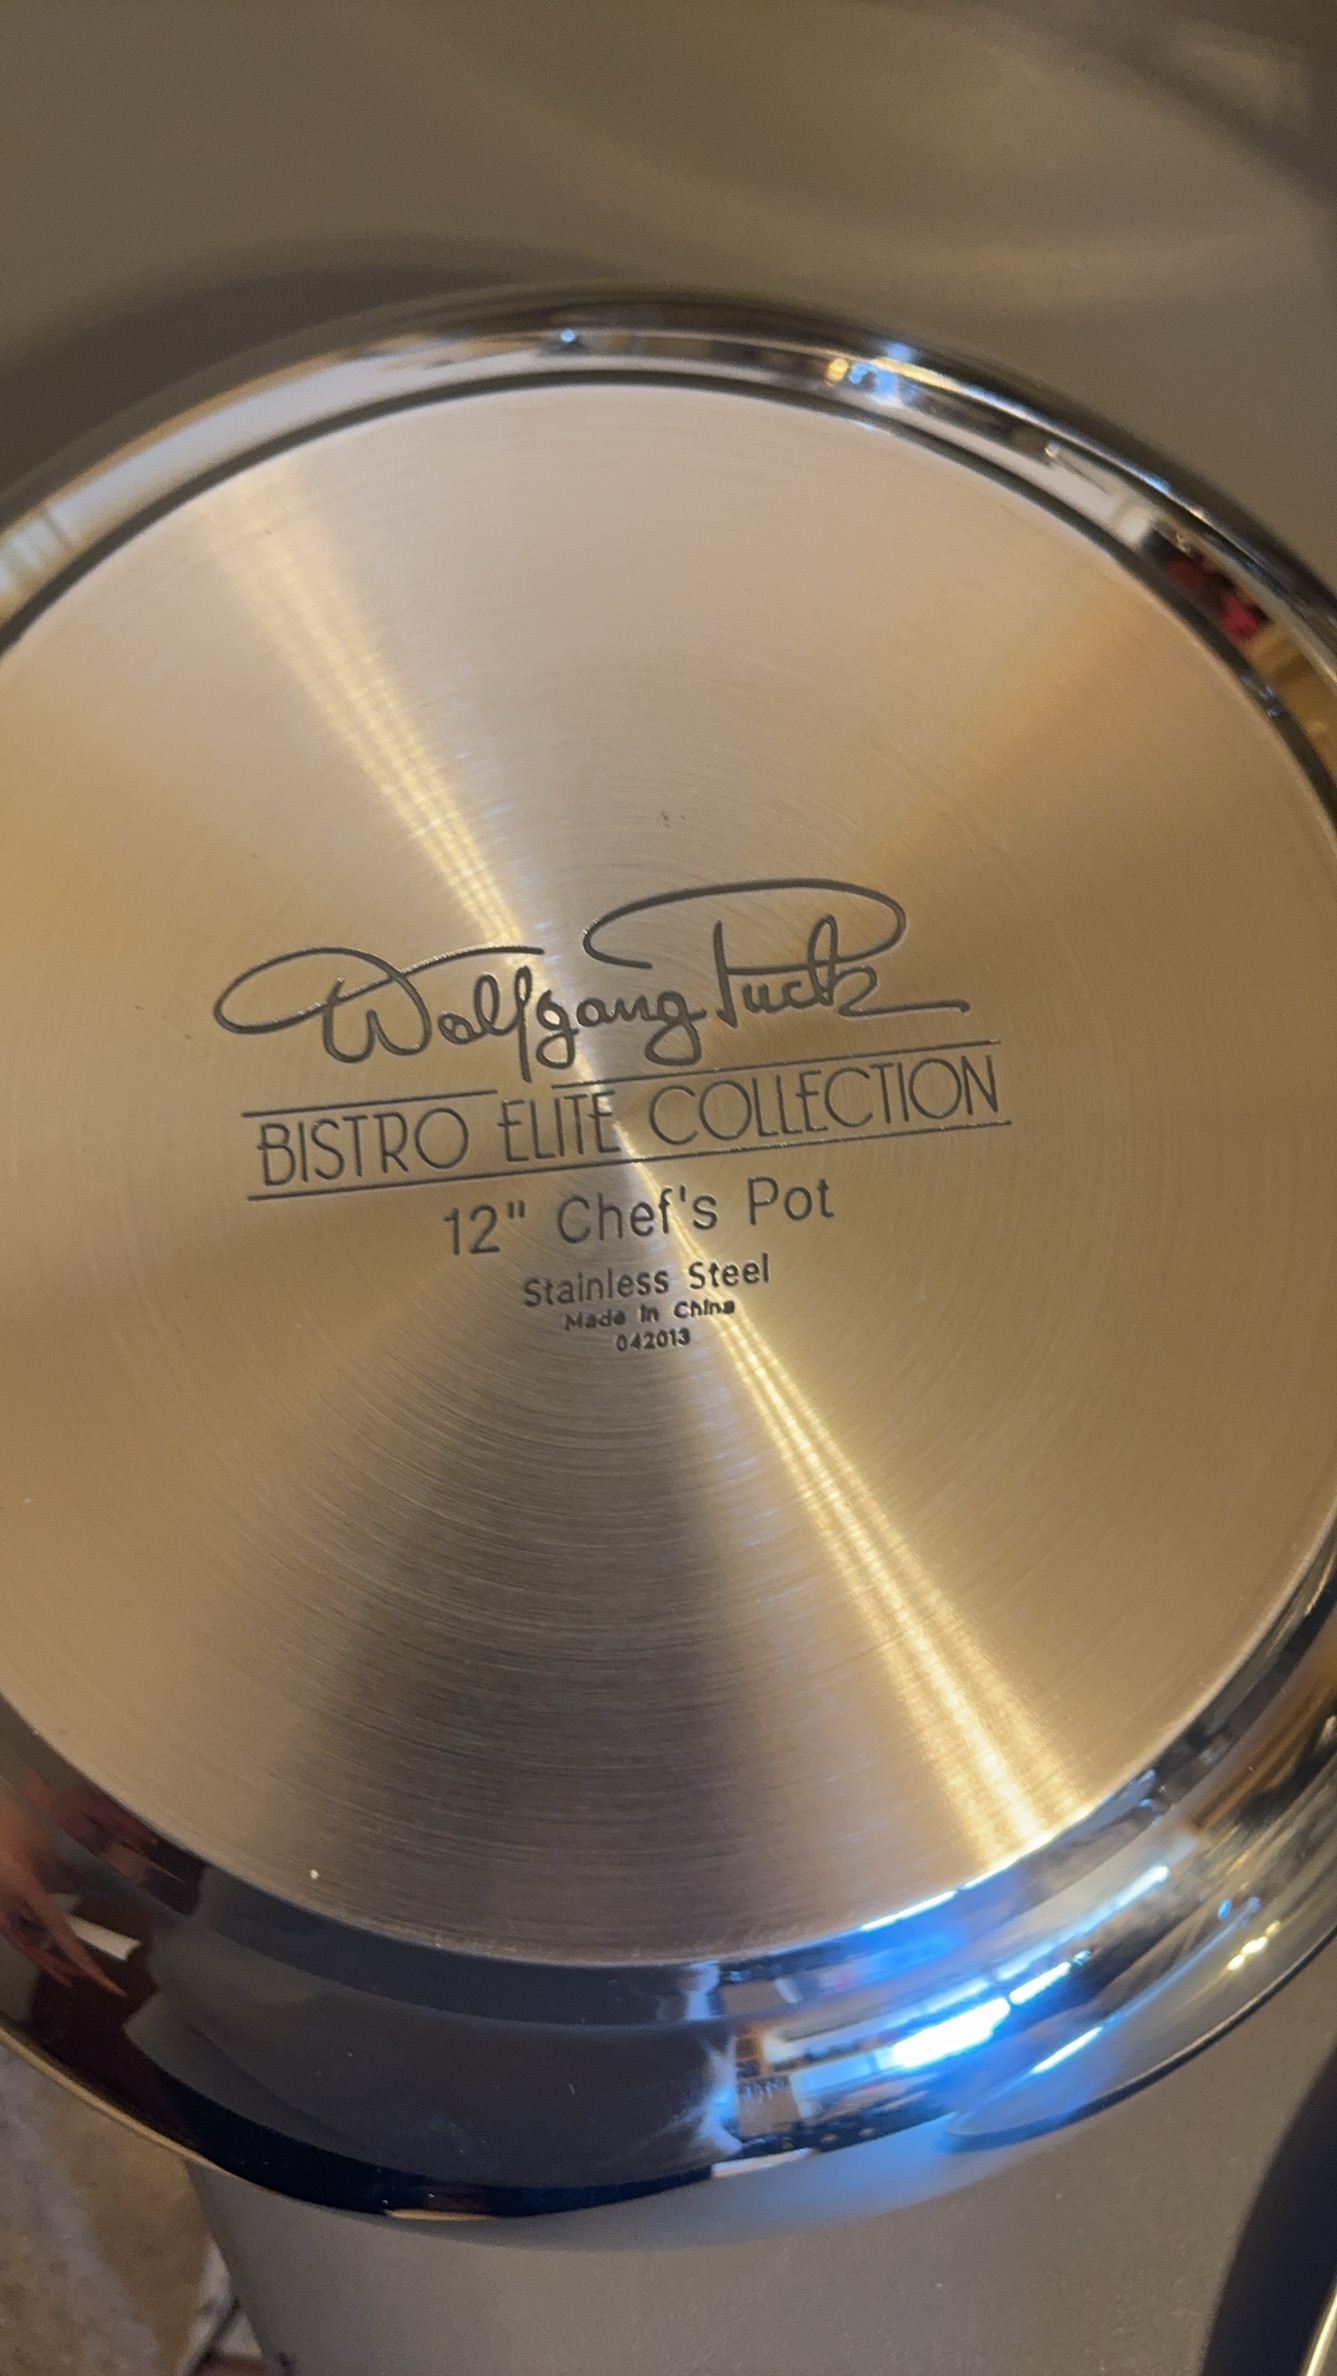 Wolfgang Puck
BISTRO ELITE COLLECTION
12" Chef's Pot
Stainless Steel
Made in China
042013